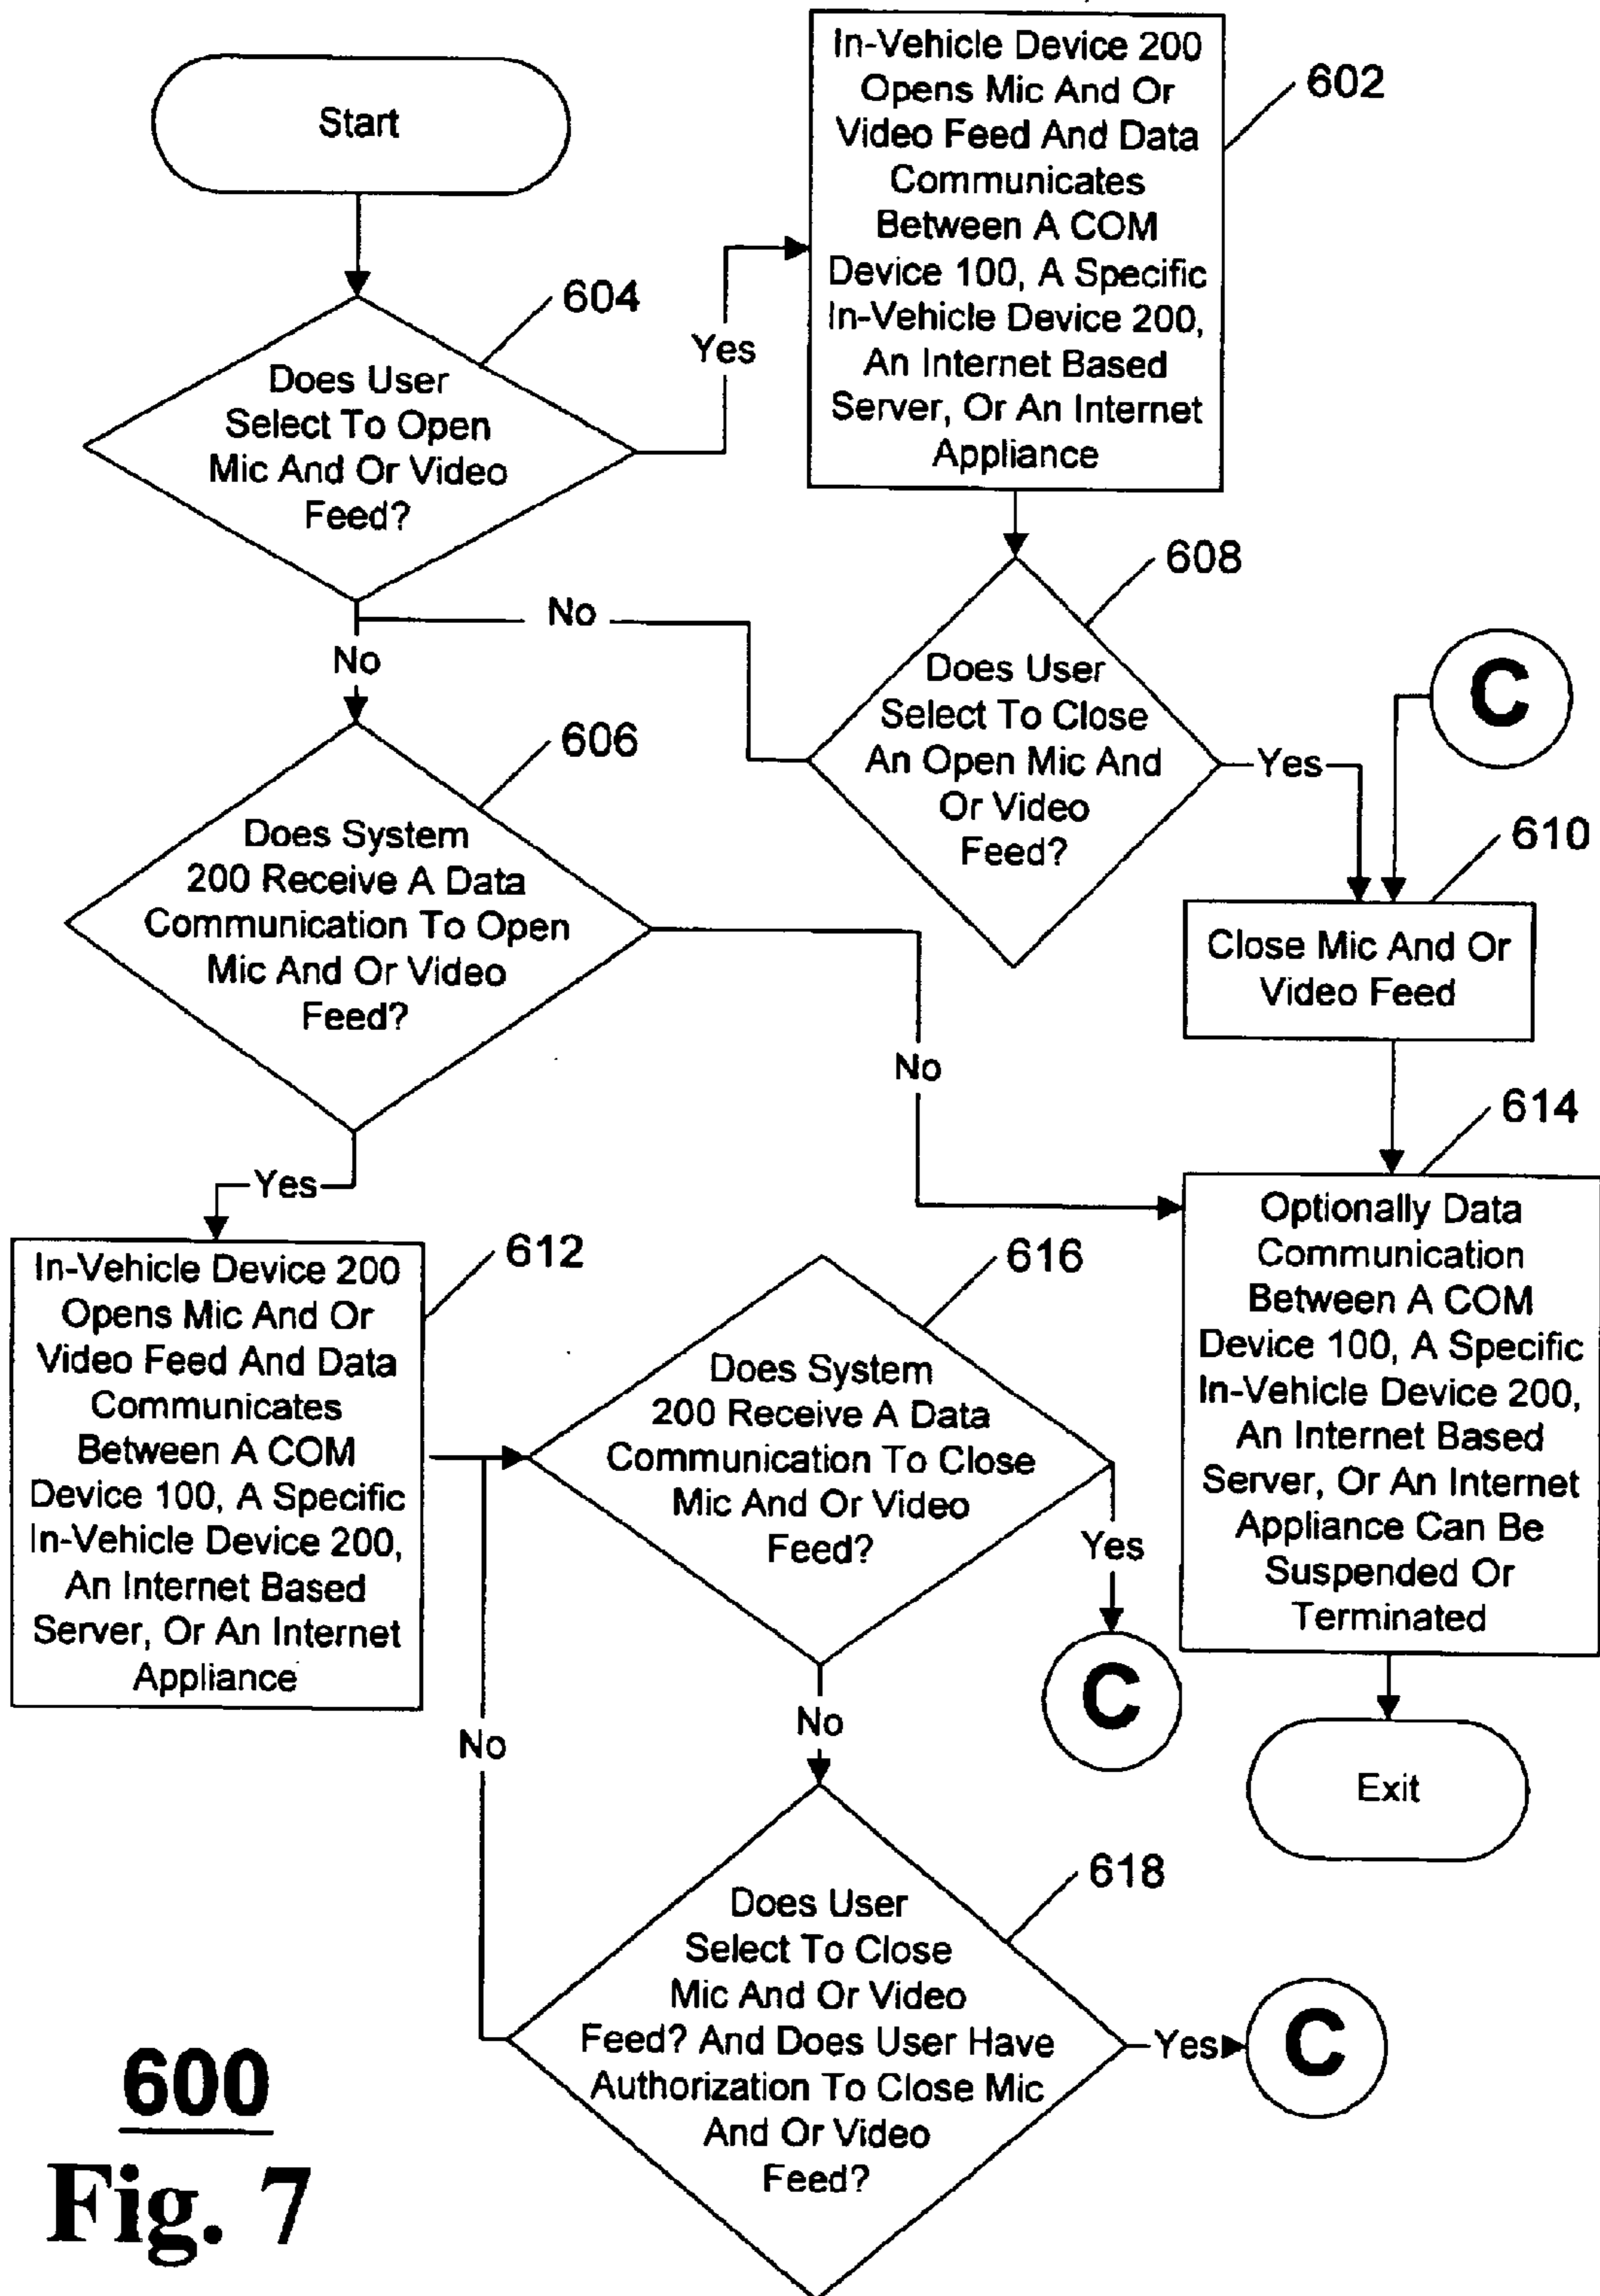 Start
604
Does User
Select To Open
Mic And Or Video
Feed?
Yes
In-Vehicle Device 200
Opens Mic And Or
Video Feed And Data
Communicates
Between A COM
Device 100, A Specific
In-Vehicle Device 200,
An Internet Based
Server, Or An Internet
Appliance
602
No
No
608
Does User
Select To Close
An Open Mic And
Or Video
Feed?
Yes
C
606
Does System
200 Receive A Data
Communication To Open
Mic And Or Video
Feed?
No
Yes
610
Close Mic And Or
Video Feed
614
Optionally Data
Communication
Between A COM
Device 100, A Specific
In-Vehicle Device 200,
An Internet Based
Server, Or An Internet
Appliance Can Be
Suspended Or
Terminated
612
In-Vehicle Device 200
Opens Mic And Or
Video Feed And Data
Communicates
Between A COM
Device 100, A Specific
In-Vehicle Device 200,
An Internet Based
Server, Or An Internet
Appliance
616
Does System
200 Receive A Data
Communication To Close
Mic And Or Video
Feed?
Yes
C
No
No
Exit
618
Does User
Select To Close
Mic And Or Video
Feed? And Does User Have
Authorization To Close Mic
And Or Video
Feed?
Yes
C
600
Fig. 7